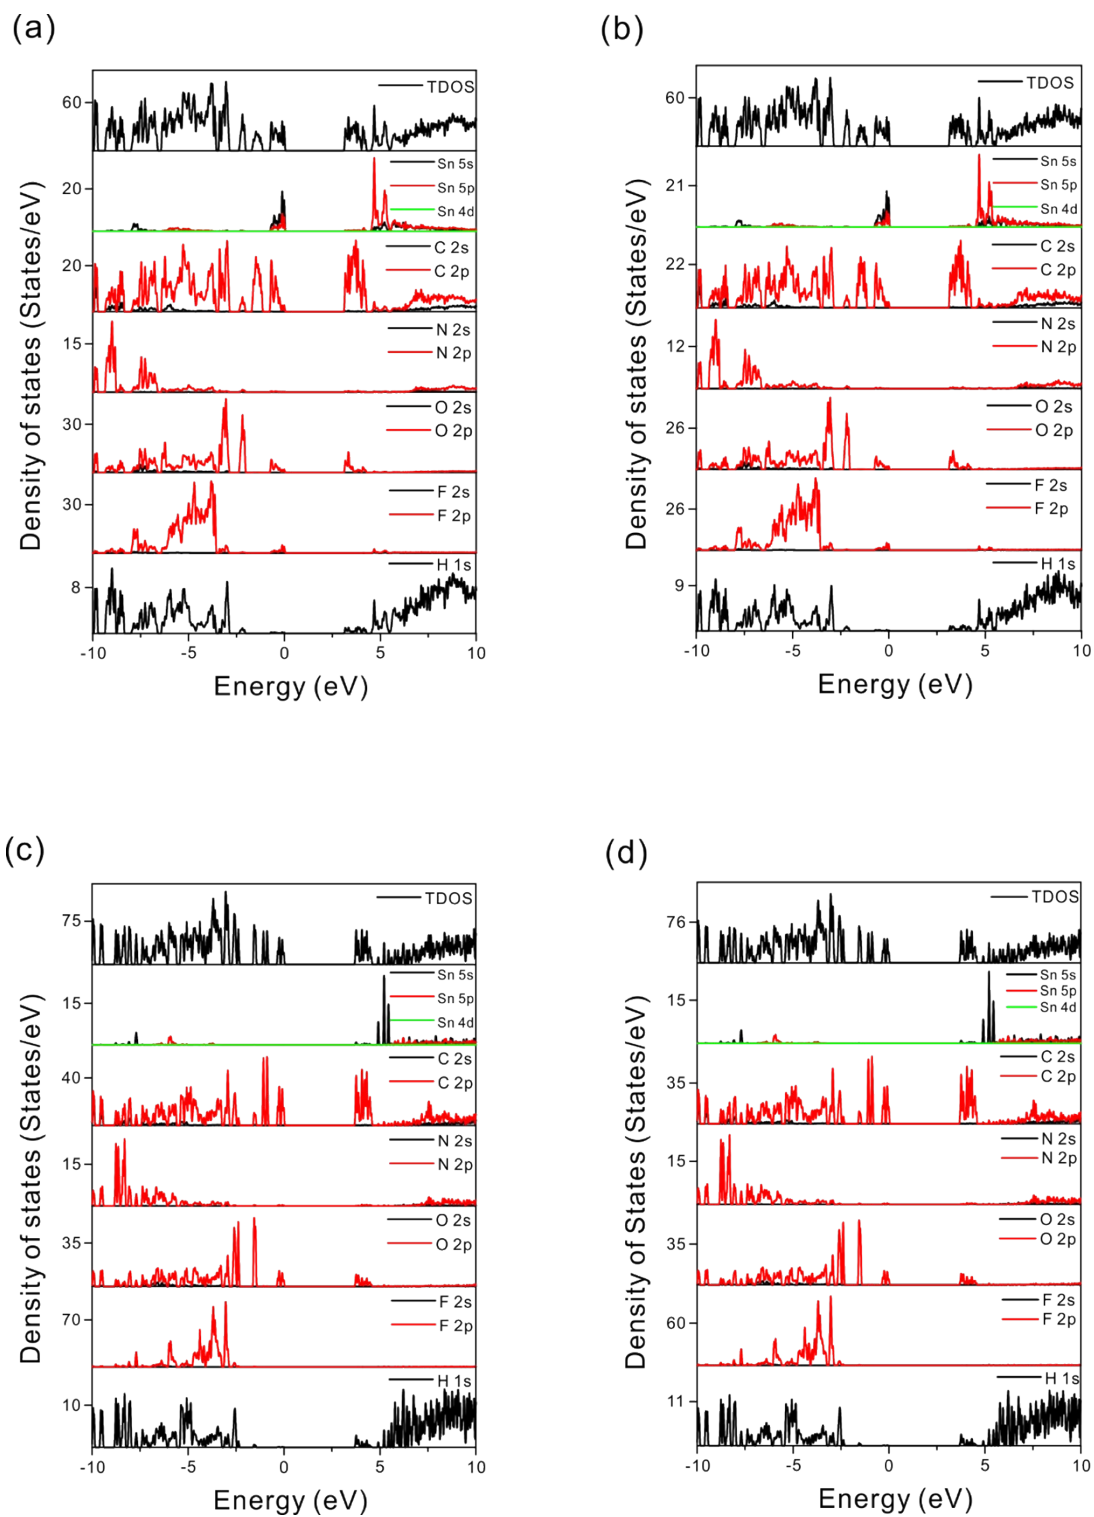 (a)
Density of states (States/eV)
TDOS
60
Sn 5s
Sn 5p
Sn 4d
20
C 2s
C 2p
20
N 2s
N 2p
15
O 2s
O 2p
30
F 2s
F 2p
30
H 1s
8
-10 -5 0 5 10
Energy (eV)
(b)
Density of states (States/eV)
TDOS
60
Sn 5s
Sn 5p
Sn 4d
21
C 2s
C 2p
22
N 2s
N 2p
12
O 2s
O 2p
26
F 2s
F 2p
26
H 1s
9
-10 -5 0 5 10
Energy (eV)
(c)
Density of states (States/eV)
TDOS
75
Sn 5s
Sn 5p
Sn 4d
15
C 2s
C 2p
40
N 2s
N 2p
15
O 2s
O 2p
35
F 2s
F 2p
70
H 1s
10
-10 -5 0 5 10
Energy (eV)
(d)
Density of States (States/eV)
TDOS
76
Sn 5s
Sn 5p
Sn 4d
15
C 2s
C 2p
35
N 2s
N 2p
15
O 2s
O 2p
35
F 2s
F 2p
60
H 1s
11
-10 -5 0 5 10
Energy (eV)